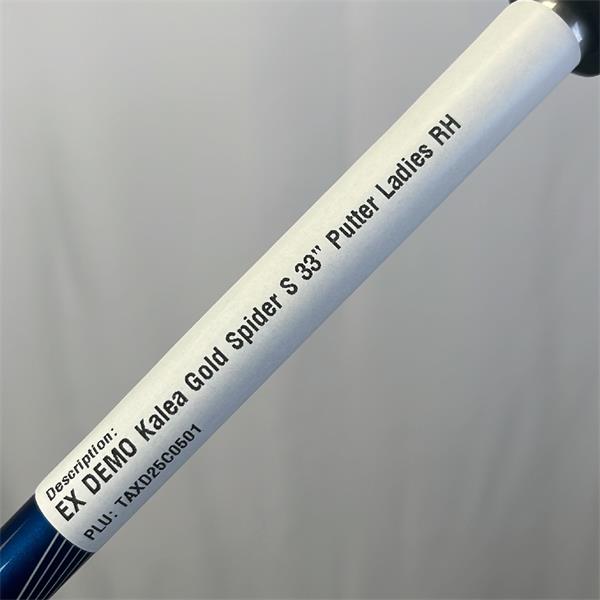 Description:
EX DEMO Kalea Gold Spider S 33" Putter Ladies RH
PLU: TAXD25C0501